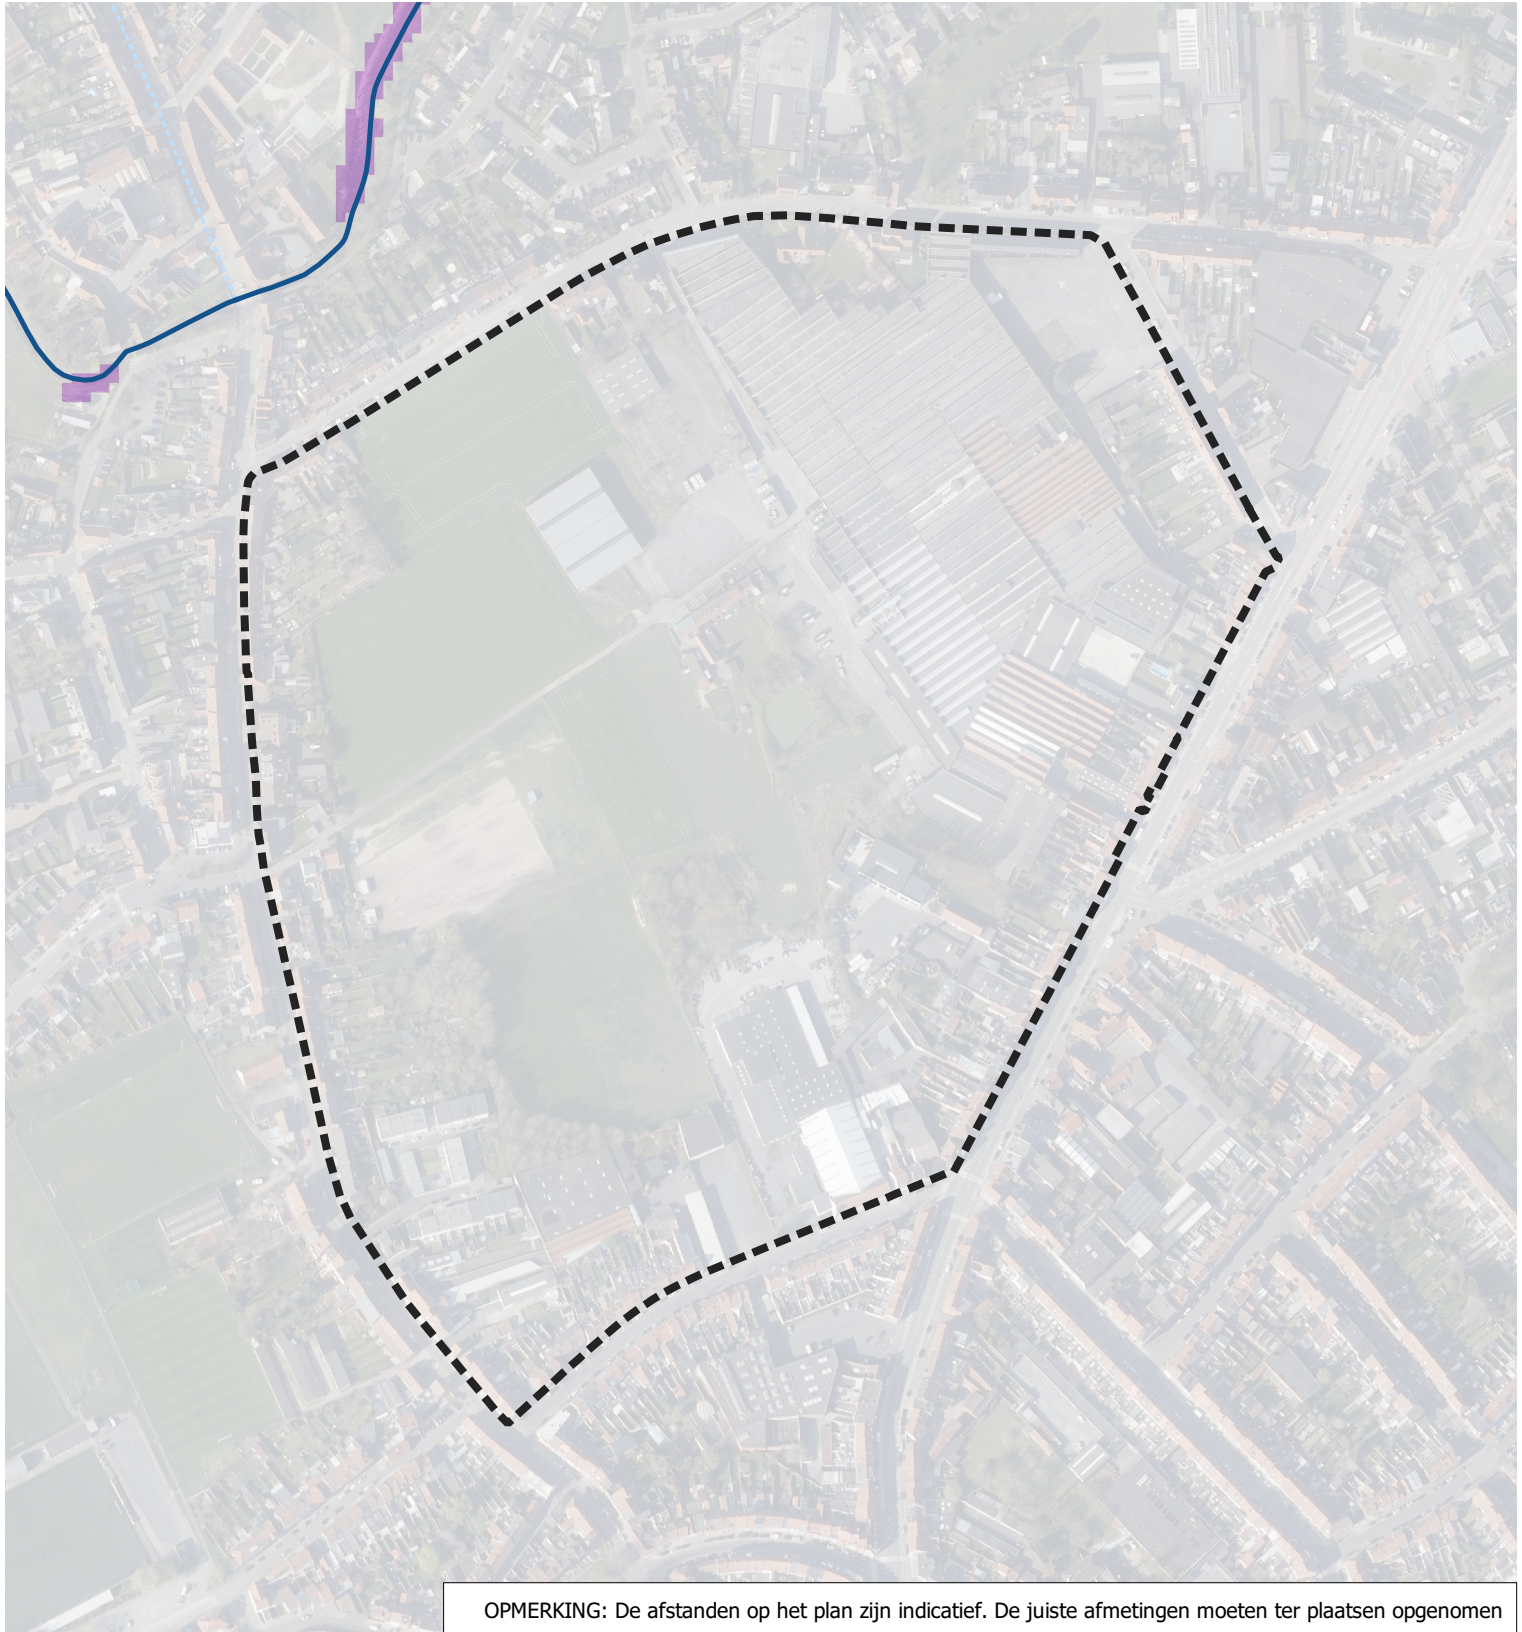 OPMERKING: De afstanden op het plan zijn indicatief. De juiste afmetingen moeten ter plaatsen opgenomen